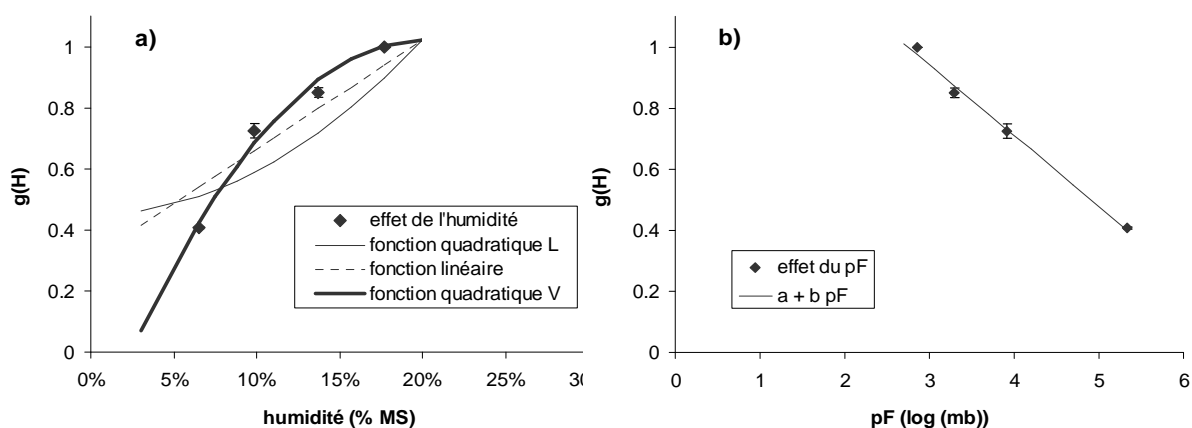 a)
g(H)
1
0.8
0.6
0.4
0.2
0
0% 5% 10% 15% 20% 25% 30
humidité (% MS)
effet de l'humidité
fonction quadratique L
fonction linéaire
fonction quadratique V
b)
g(H)
1
0.8
0.6
0.4
0.2
0
0 1 2 3 4 5 6
pF (log (mb))
effet du pF
a + b pF